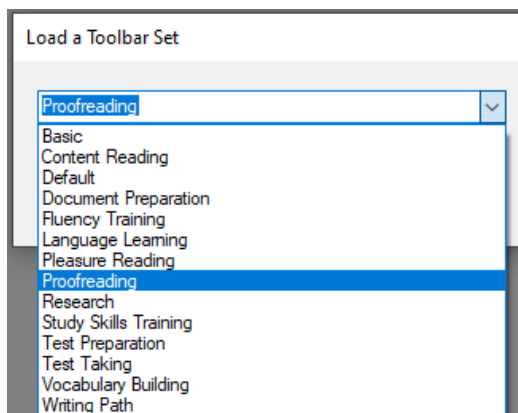 Load a Toolbar Set
Proofreading
Basic
Content Reading
Default
Document Preparation
Fluency Training
Language Learning
Pleasure Reading
Proofreading
Research
Study Skills Training
Test Preparation
Test Taking
Vocabulary Building
Writing Path